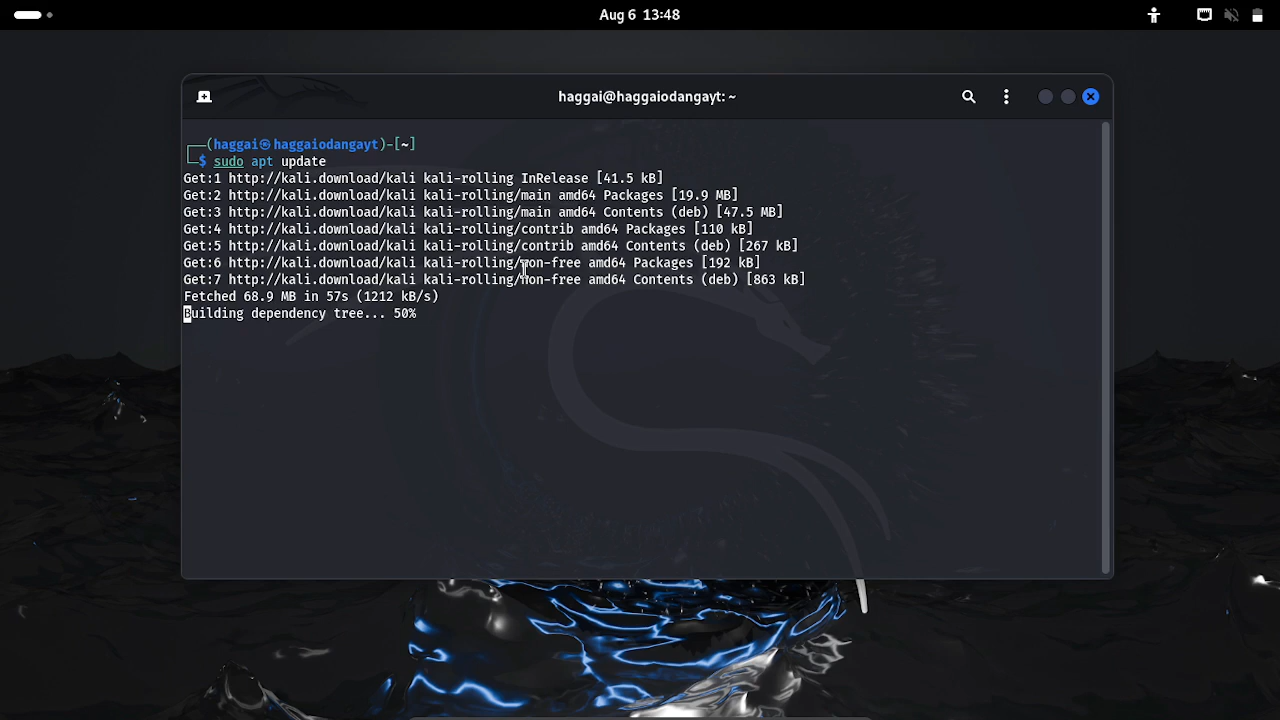 Aug 6 13:48
haggai@haggaiodangayt: ~
┌──(haggai㉿haggaiodangayt)-[~]
└─$ sudo apt update
Get:1 http://kali.download/kali kali-rolling InRelease [41.5 kB]
Get:2 http://kali.download/kali kali-rolling/main amd64 Packages [19.9 MB]
Get:3 http://kali.download/kali kali-rolling/main amd64 Contents (deb) [47.5 MB]
Get:4 http://kali.download/kali kali-rolling/contrib amd64 Packages [110 kB]
Get:5 http://kali.download/kali kali-rolling/contrib amd64 Contents (deb) [267 kB]
Get:6 http://kali.download/kali kali-rolling/non-free amd64 Packages [192 kB]
Get:7 http://kali.download/kali kali-rolling/non-free amd64 Contents (deb) [863 kB]
Fetched 68.9 MB in 57s (1212 kB/s)
Building dependency tree... 50%